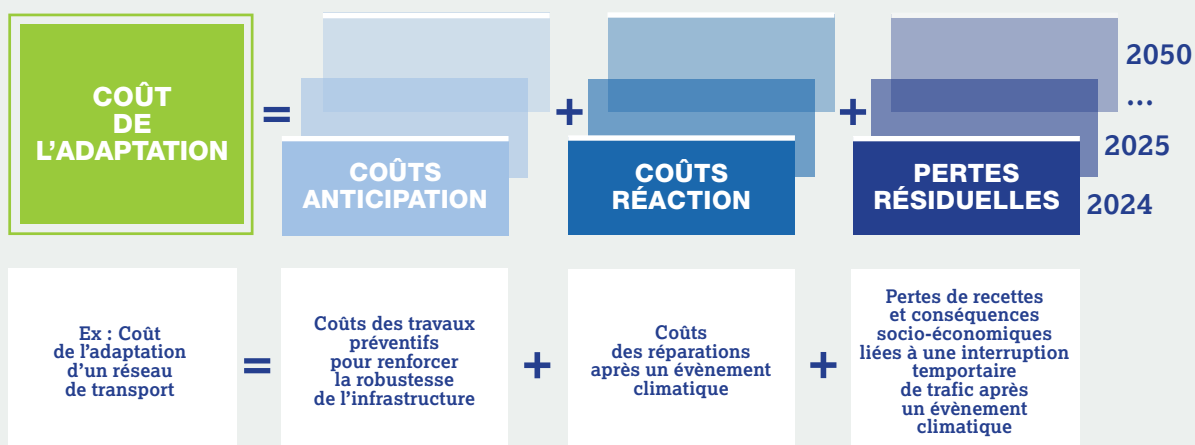 COÛT
DE
L'ADAPTATION
=
COÛTS
ANTICIPATION
+
COÛTS
RÉACTION
+
PERTES
RÉSIDUELLES
2050
...
2025
2024
Ex : Coût
de l'adaptation
d'un réseau
de transport
=
Coûts des travaux
préventifs
pour renforcer
la robustesse
de l'infrastructure
+
Coûts
des réparations
après un évènement
climatique
+
Pertes de recettes
et conséquences
socio-économiques
liées à une interruption
temportaire
de trafic après
un évènement
climatique